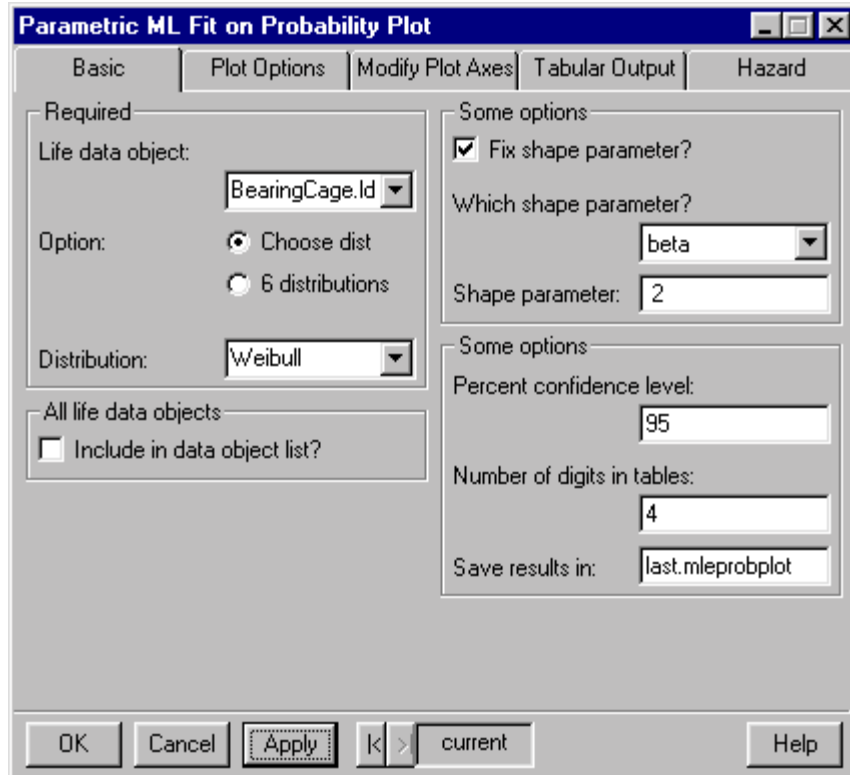 Parametric ML Fit on Probability Plot
Basic
Plot Options
Modify Plot Axes
Tabular Output
Hazard
Required
Life data object:
BearingCage.ld
Option:
Choose dist
6 distributions
Distribution:
Weibull
All life data objects
Include in data object list?
Some options
Fix shape parameter?
Which shape parameter?
beta
Shape parameter:
2
Some options
Percent confidence level:
95
Number of digits in tables:
4
Save results in:
last.mleprobplot
OK
Cancel
Apply
current
Help